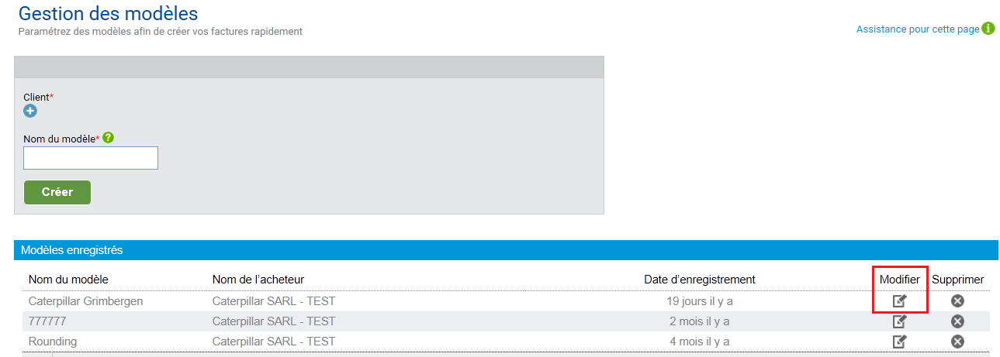 Gestion des modèles
Paramétrez des modèles afin de créer vos factures rapidement
Assistance pour cette page
Client*
Nom du modèle*
Créer
Modèles enregistrés
Nom du modèle Nom de l'acheteur Date d'enregistrement Modifier Supprimer
Caterpillar Grimbergen Caterpillar SARL - TEST 19 jours il y a
777777 Caterpillar SARL - TEST 2 mois il y a
Rounding Caterpillar SARL - TEST 4 mois il y a